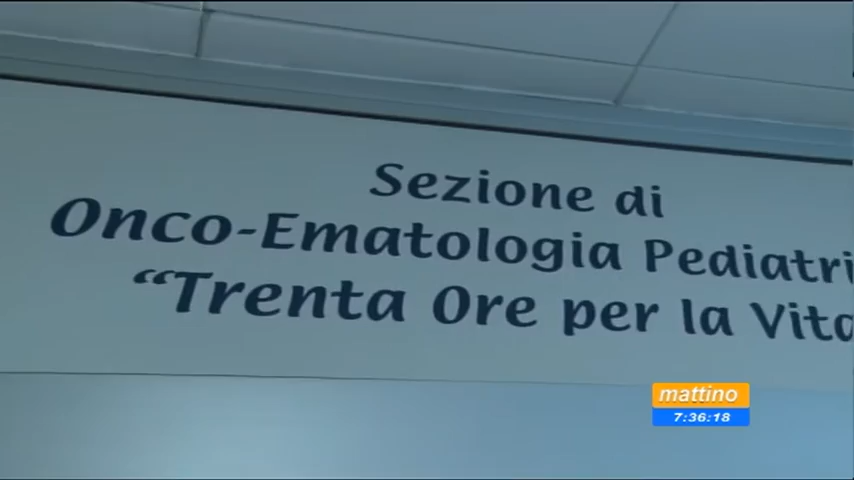 Sezione di
Onco-Ematologia Pediatri
“Trenta Ore per la Vita
mattino
7:36:18